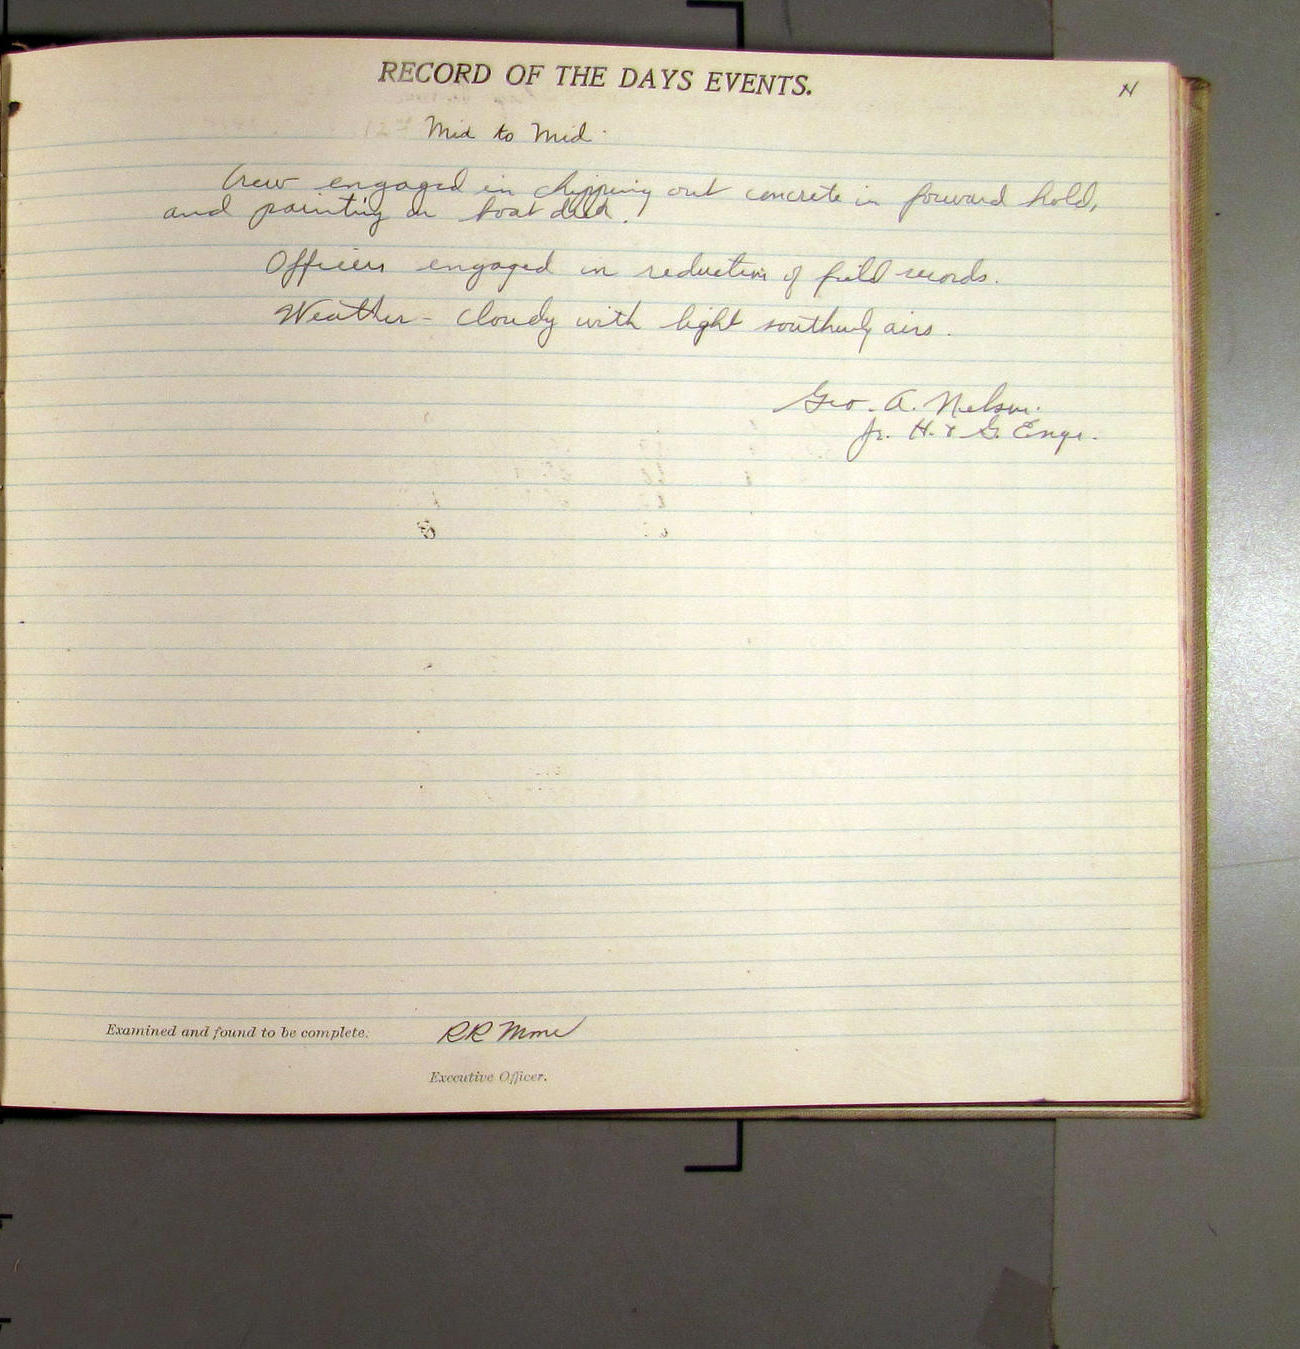 RECORD OF THE DAYS EVENTS.
N
Mid to Mid.
Crew engaged in chipping out concrete in forward hold,
and painting on boat deck.
Officers engaged in reduction of field records.
Weather - Cloudy with light southerly airs.
Geo. A. Nelson.
Jr. H. & G. Engr.
Examined and found to be complete.
RR Moore
Executive Officer.